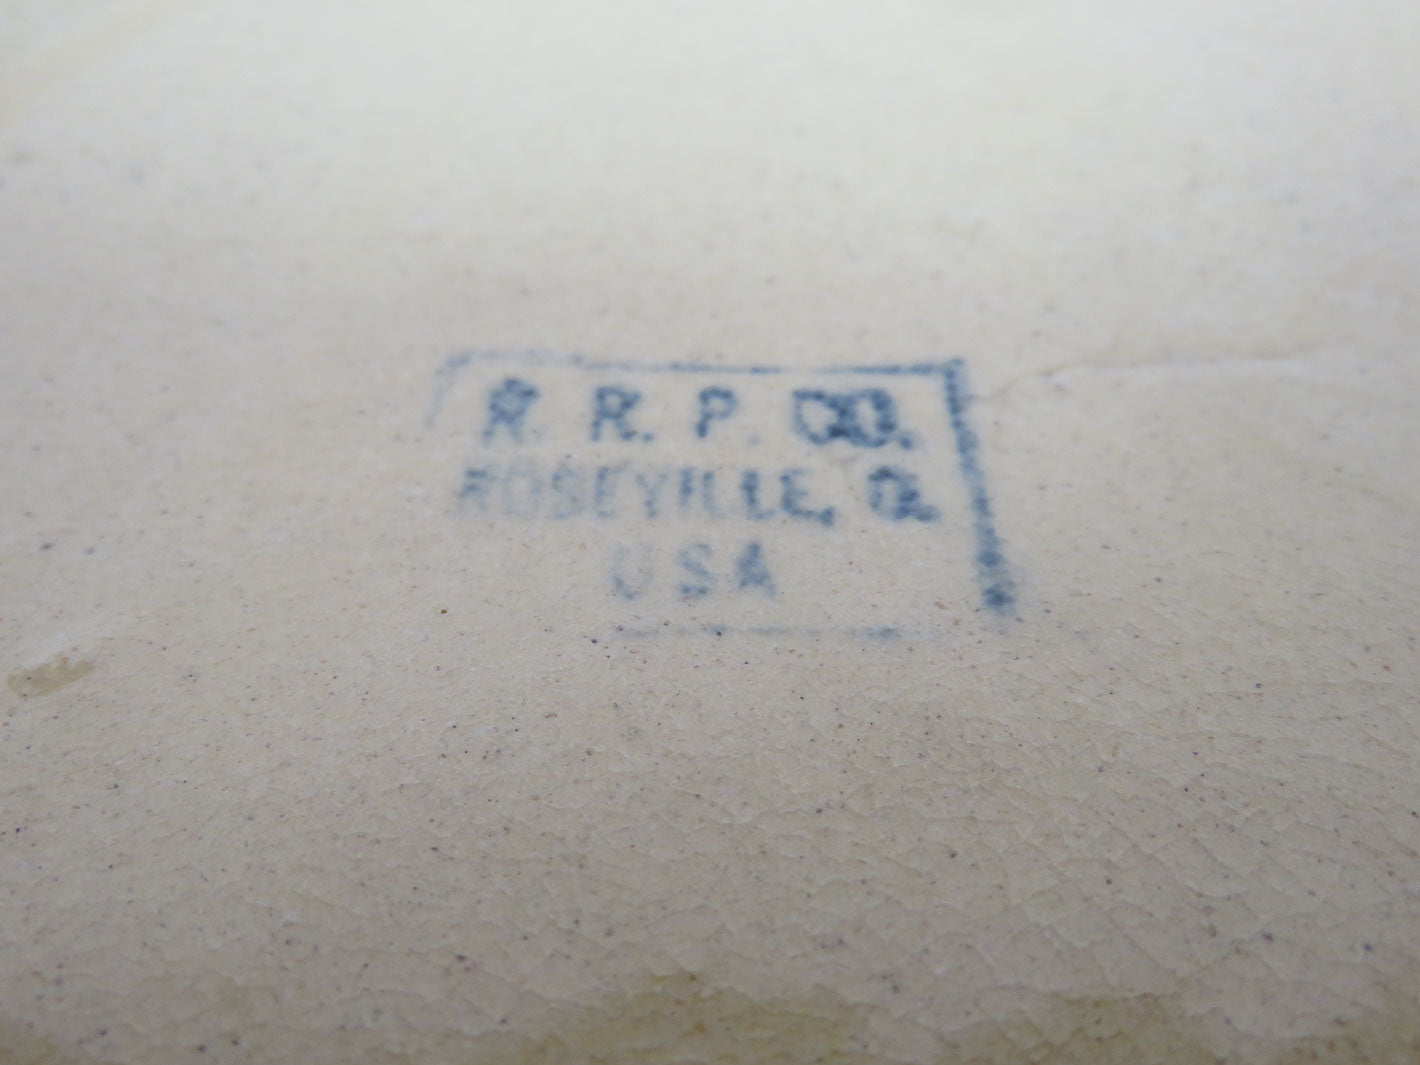 R. R. P. CO.
ROSEVILLE, O.
USA